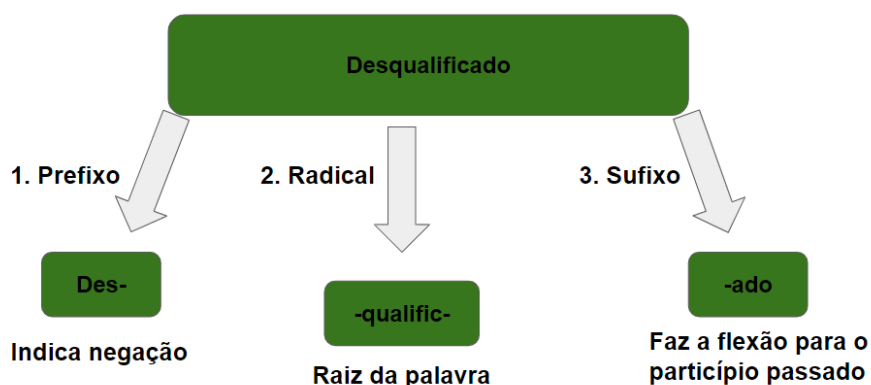 Desqualificado
1. Prefixo
2. Radical
3. Sufixo
Des-
-qualific-
-ado
Indica negação
Raiz da palavra
Faz a flexão para o
particípio passado